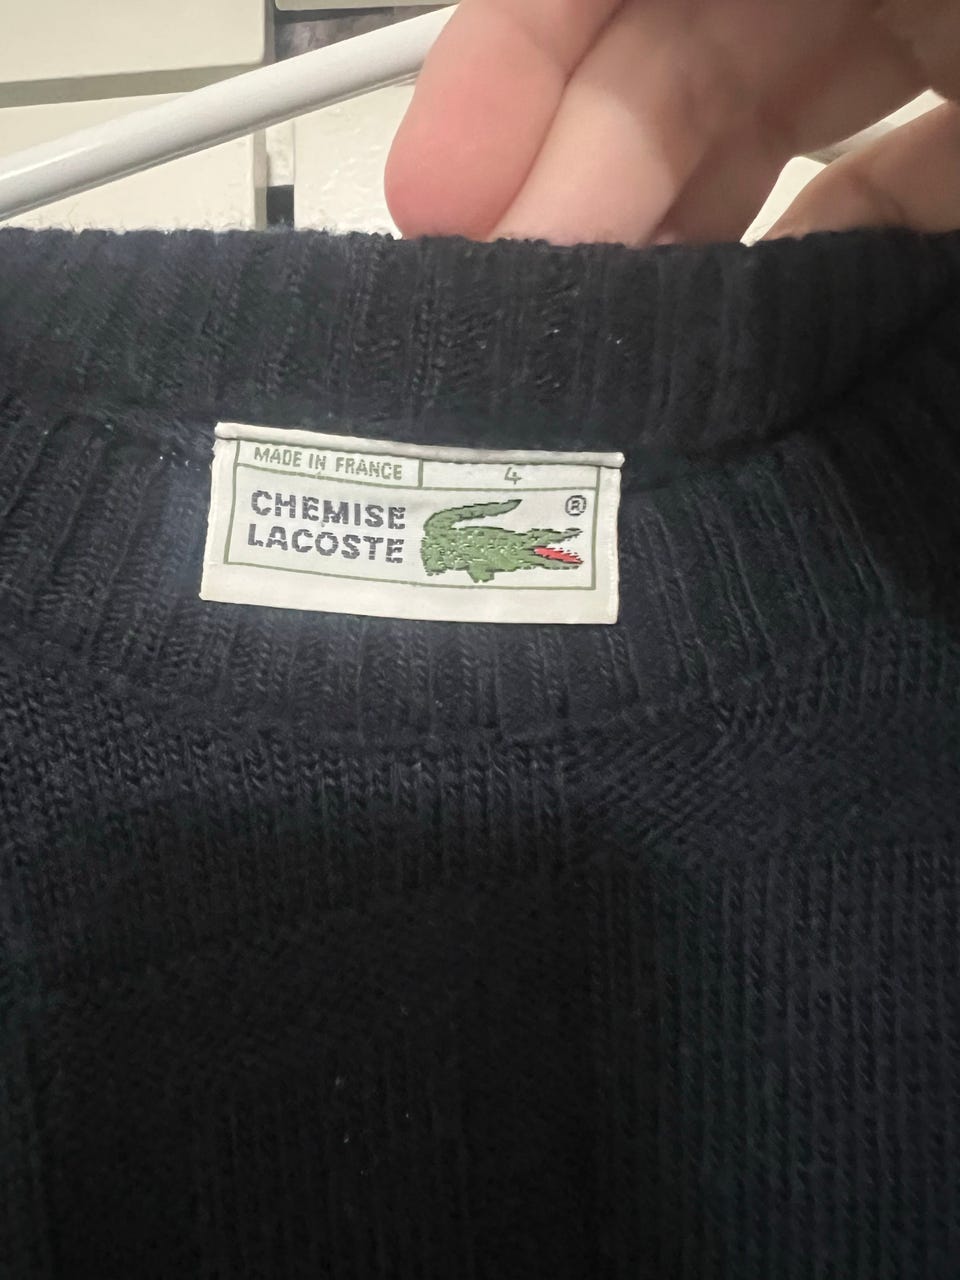 MADE IN FRANCE 4
CHEMISE
LACOSTE
®